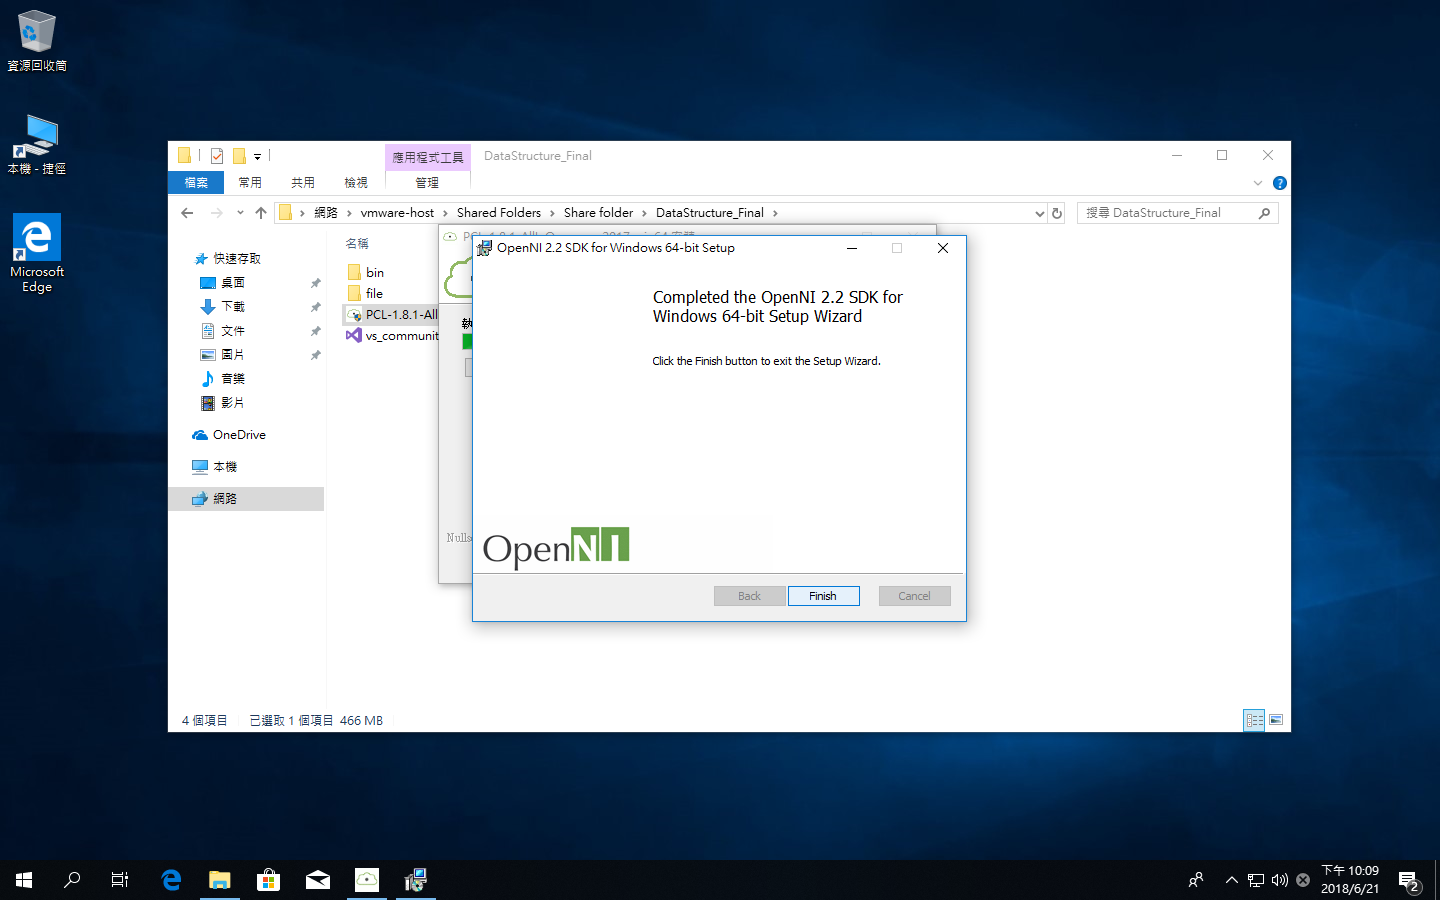 資源回收筒
本機 - 捷徑
Microsoft
Edge
應用程式工具
DataStructure_Final
檔案
常用
共用
檢視
管理
網路 › vmware-host › Shared Folders › Share folder › DataStructure_Final ›
搜尋 DataStructure_Final
快速存取
桌面
下載
文件
圖片
音樂
影片
OneDrive
本機
網路
名稱
bin
file
PCL-1.8.1-All
vs_communit
Nulls
OpenNI 2.2 SDK for Windows 64-bit Setup
Completed the OpenNI 2.2 SDK for
Windows 64-bit Setup Wizard
Click the Finish button to exit the Setup Wizard.
OpenNI
Back
Finish
Cancel
4 個項目
已選取 1 個項目 466 MB
下午 10:09
2018/6/21
2